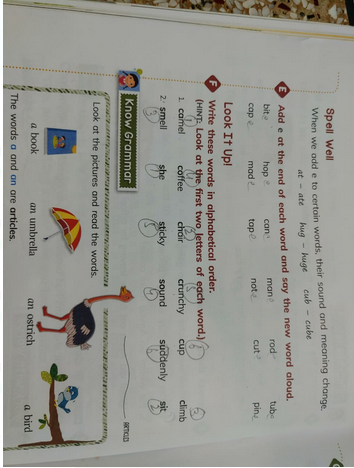 Spell Well
When we add e to certain words, their sound and meaning change.
at – ate hug – huge cub – cube
E Add e at the end of each word and say the new word aloud.
bite hope cane mane rode tube
cape made tape note cute pine
Look It Up!
F Write these words in alphabetical order.
(HINT: Look at the first two letters of each word.)
1. camel coffee chair crunchy cup climb
2. smell she sticky sound suddenly sit
Know Grammar
ARTICLES
Look at the pictures and read the words.
a book an umbrella an ostrich a bird
The words a and an are articles.